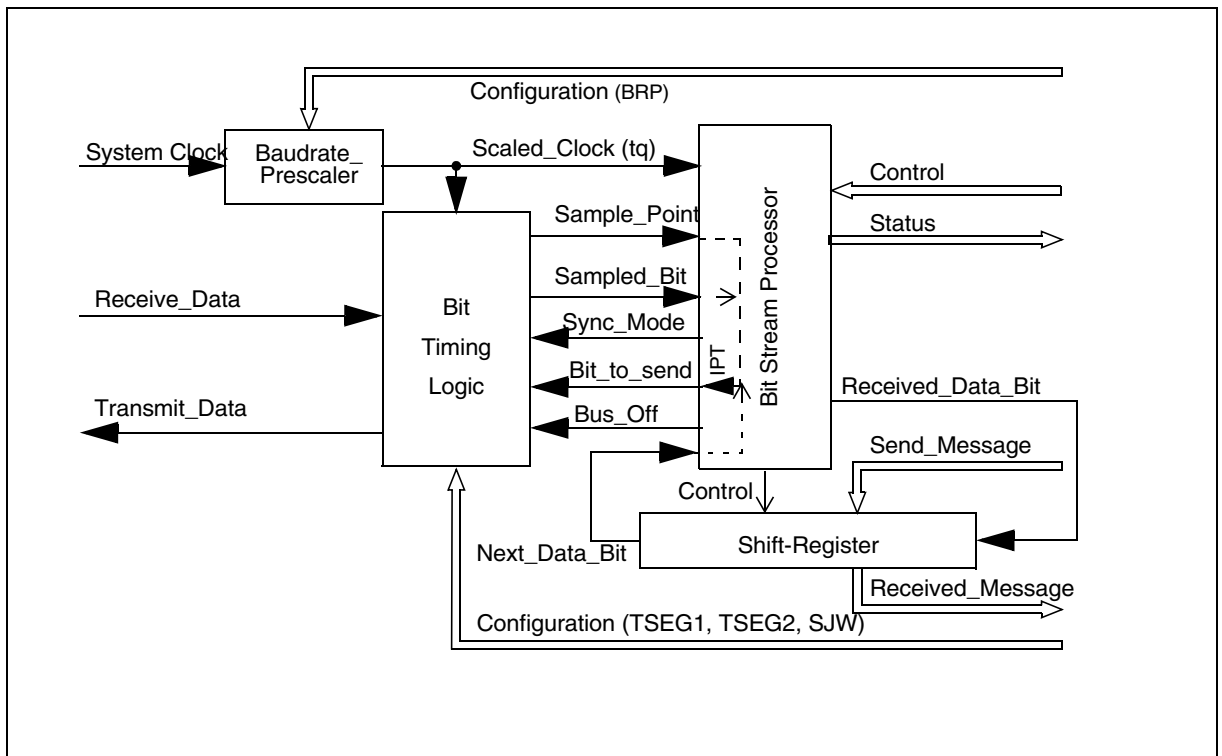 Configuration (BRP)
System Clock
Baudrate_
Prescaler
Scaled_Clock (tq)
Control
Sample_Point
Status
Sampled_Bit
Receive_Data
Bit
Timing
Logic
Sync_Mode
IPT
Bit Stream Processor
Bit_to_send
Received_Data_Bit
Transmit_Data
Bus_Off
Send_Message
Control
Shift-Register
Next_Data_Bit
Received_Message
Configuration (TSEG1, TSEG2, SJW)